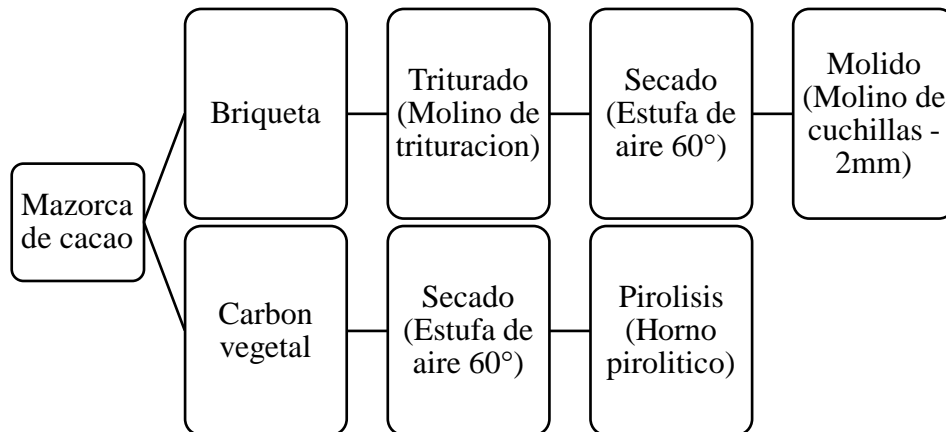 Mazorca
de cacao
Briqueta
Triturado
(Molino de
trituracion)
Secado
(Estufa de
aire 60°)
Molido
(Molino de
cuchillas -
2mm)
Carbon
vegetal
Secado
(Estufa de
aire 60°)
Pirolisis
(Horno
pirolitico)